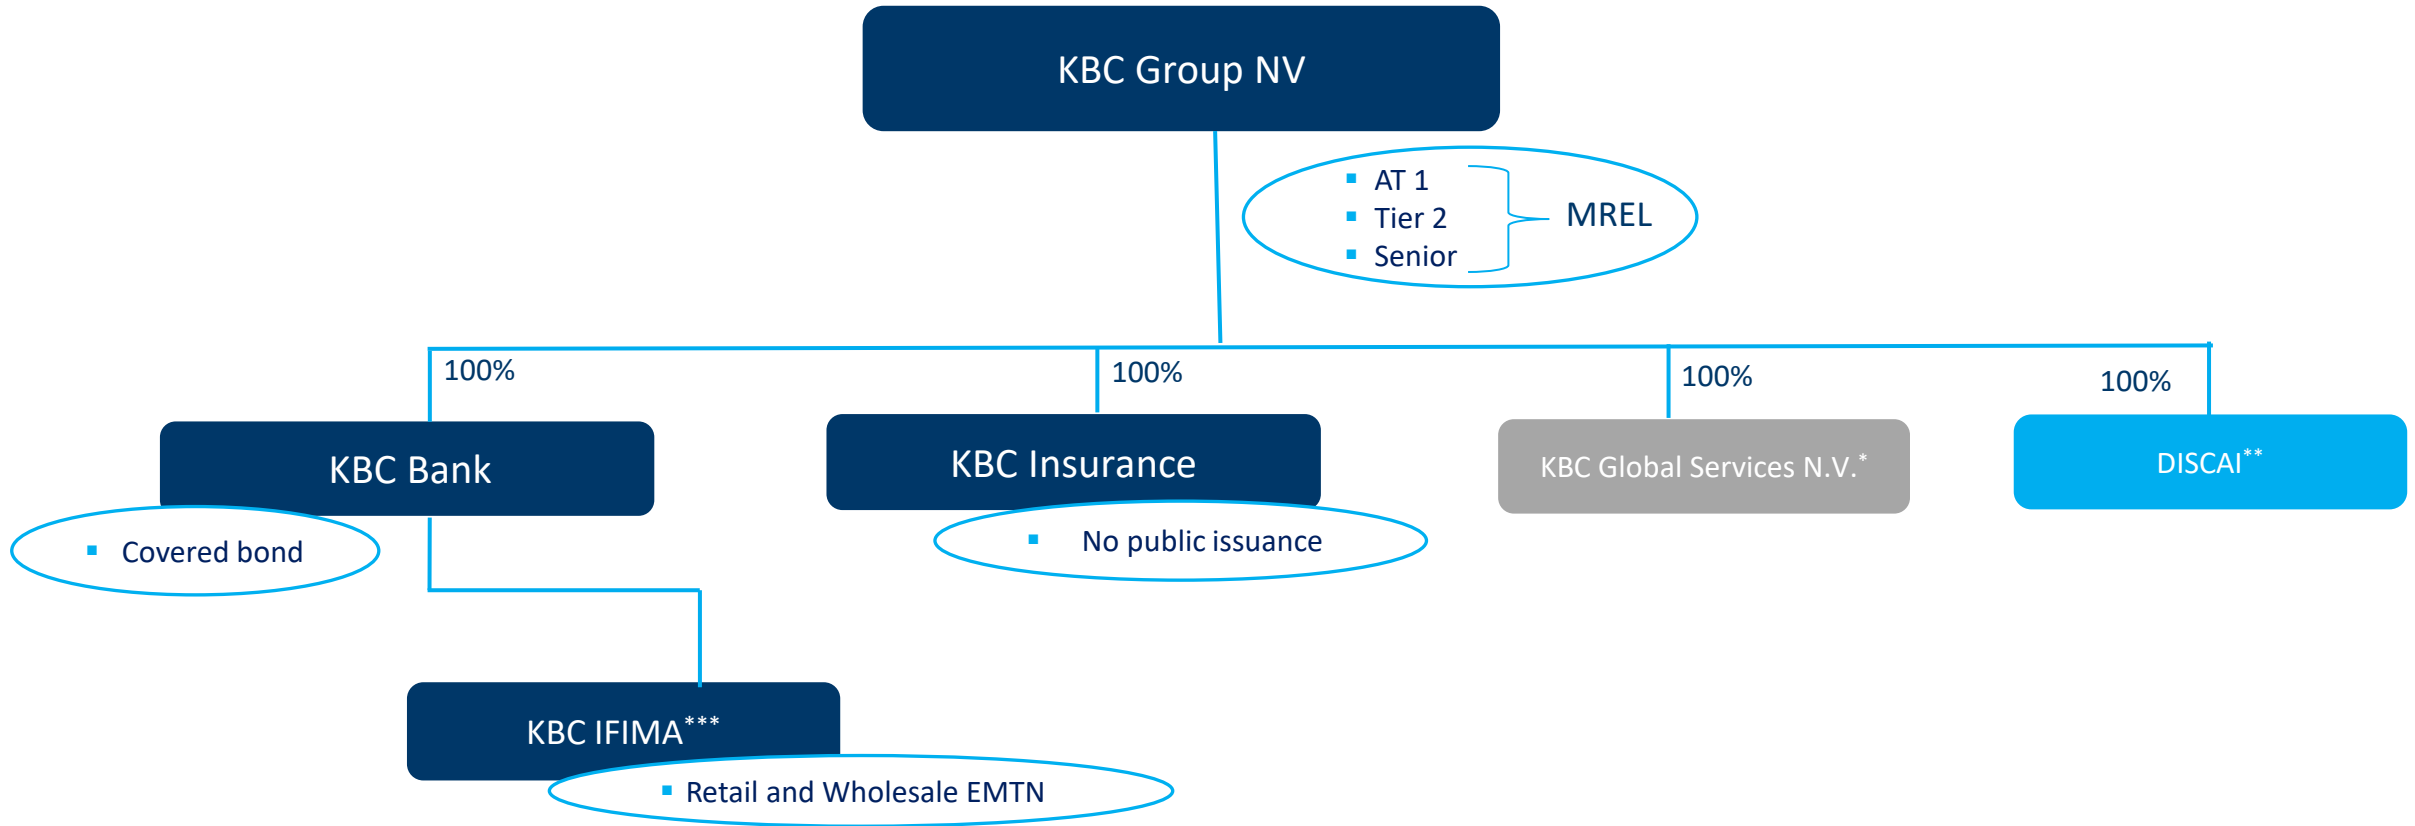 KBC Group NV
▪ AT 1
▪ Tier 2
▪ Senior
MREL
100%
100%
100%
100%
KBC Bank
KBC Insurance
KBC Global Services N.V.*
DISCAI**
▪ Covered bond
▪ No public issuance
KBC IFIMA***
▪ Retail and Wholesale EMTN